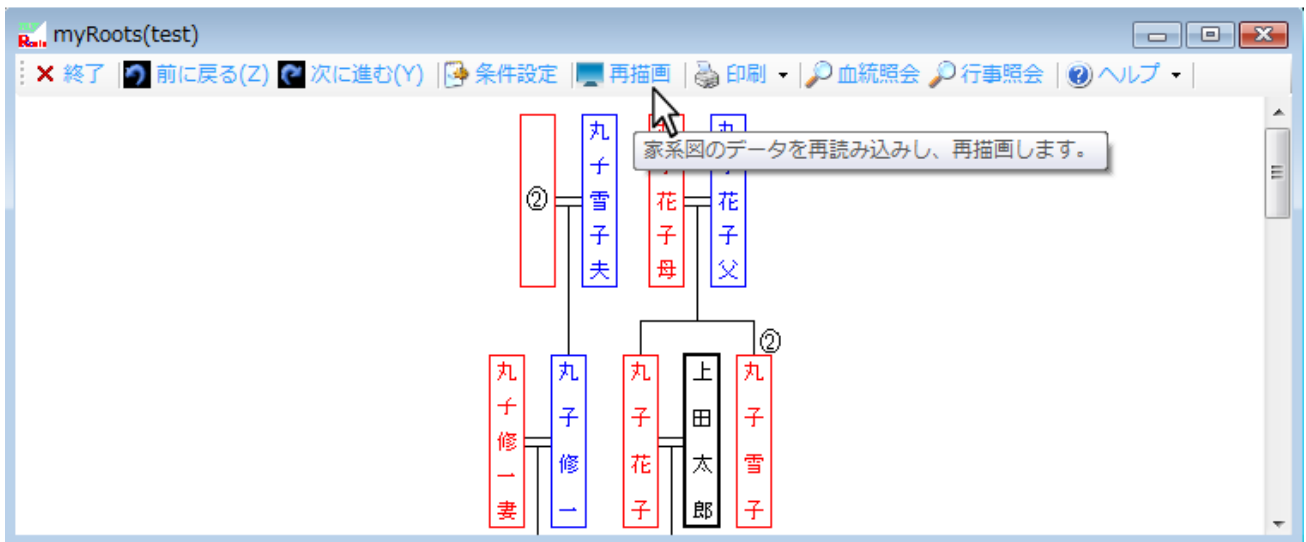 myRoots(test)
終了 前に戻る(Z) 次に進む(Y) 条件設定 再描画 印刷 血統照会 行事照会 ヘルプ
家系図のデータを再読み込みし、再描画します。
②
丸子雪子夫
花子母
花子父
②
丸子修一妻
丸子修一
丸子花子
上田太郎
丸子雪子